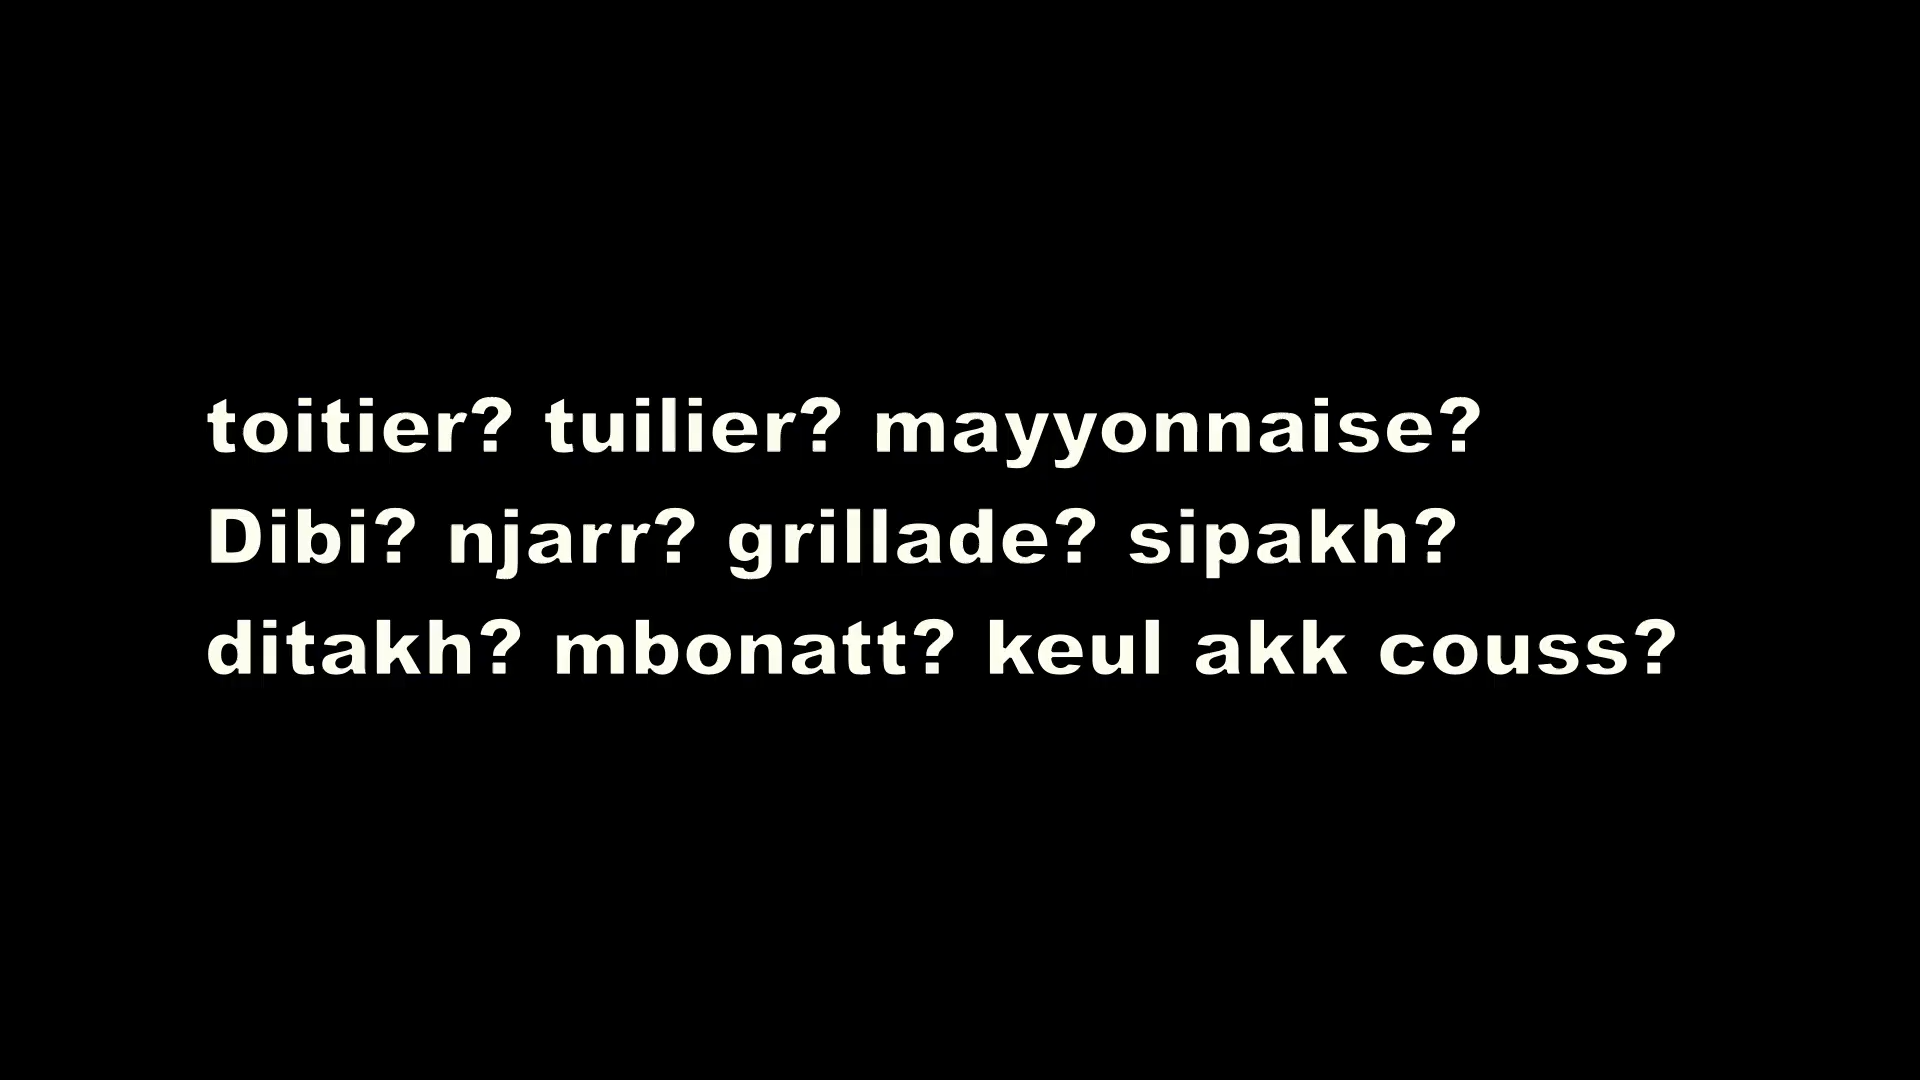 toitier? tuilier? mayyonnaise?
Dibi? njarr? grillade? sipakh?
ditakh? mbonatt? keul akk couss?